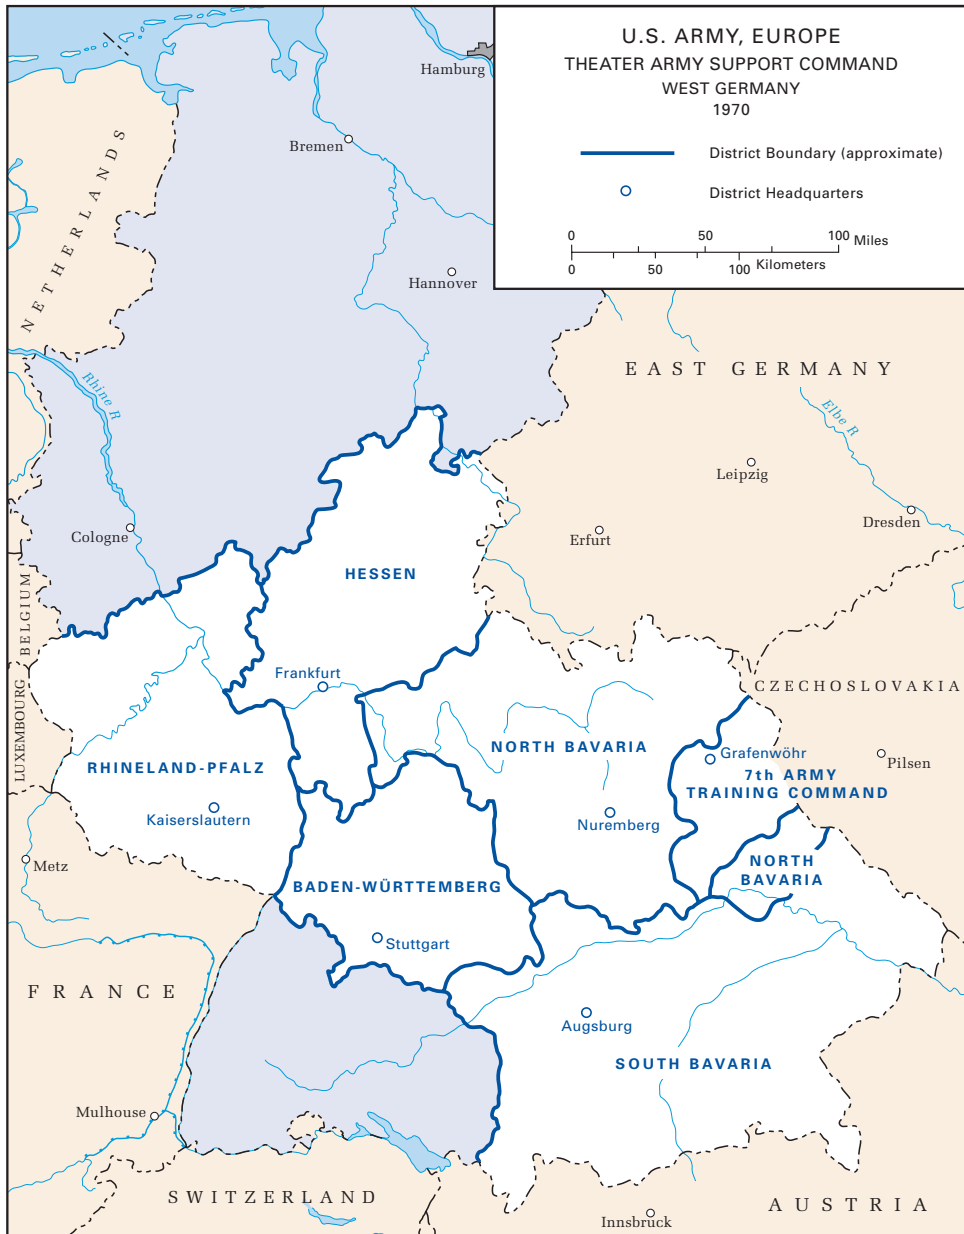 U.S. ARMY, EUROPE
THEATER ARMY SUPPORT COMMAND
WEST GERMANY
1970
District Boundary (approximate)
District Headquarters
0 50 100 Miles
0 50 100 Kilometers
Hamburg
Bremen
NETHERLANDS
Hannover
EAST GERMANY
Rhine R
Elbe R
Leipzig
Dresden
Cologne
Erfurt
HESSEN
BELGIUM
LUXEMBOURG
Frankfurt
CZECHOSLOVAKIA
NORTH BAVARIA
Grafenwöhr
Pilsen
RHINELAND-PFALZ
7th ARMY
TRAINING COMMAND
Kaiserslautern
Nuremberg
Metz
NORTH
BAVARIA
BADEN-WÜRTTEMBERG
Stuttgart
FRANCE
Augsburg
SOUTH BAVARIA
Mulhouse
SWITZERLAND
AUSTRIA
Innsbruck